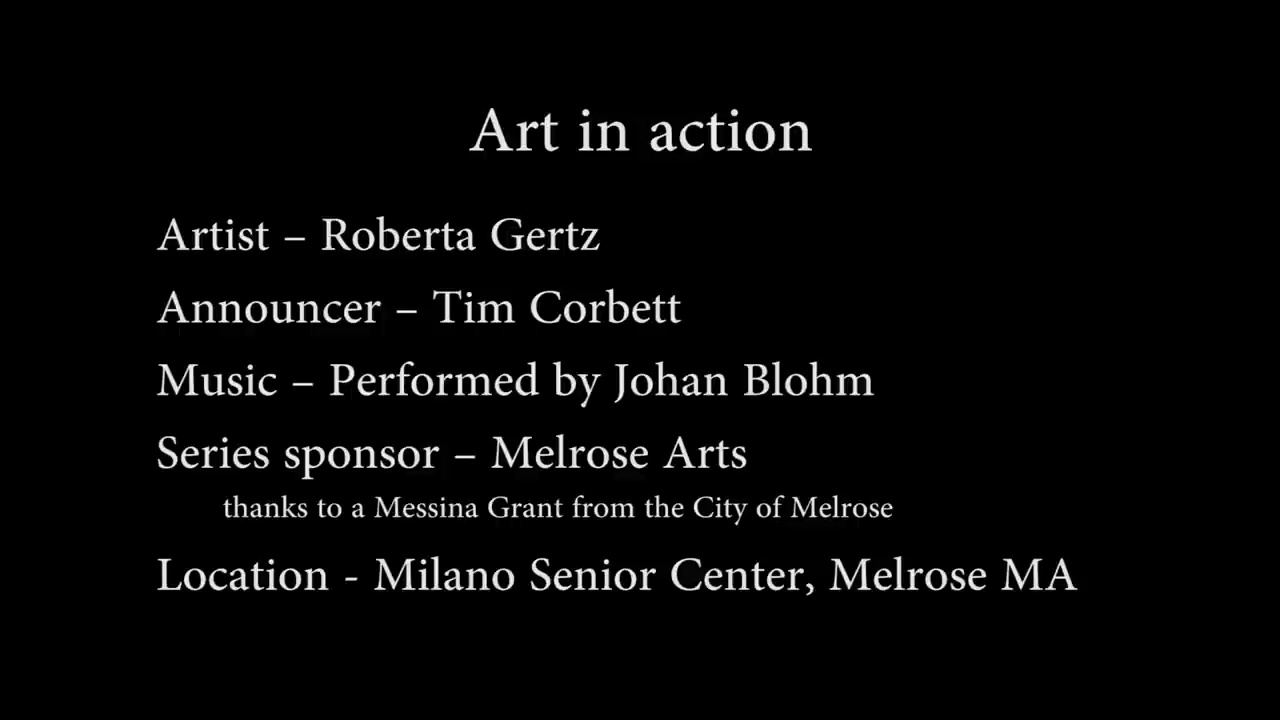 Art in action
Artist – Roberta Gertz
Announcer – Tim Corbett
Music – Performed by Johan Blohm
Series sponsor – Melrose Arts
thanks to a Messina Grant from the City of Melrose
Location - Milano Senior Center, Melrose MA